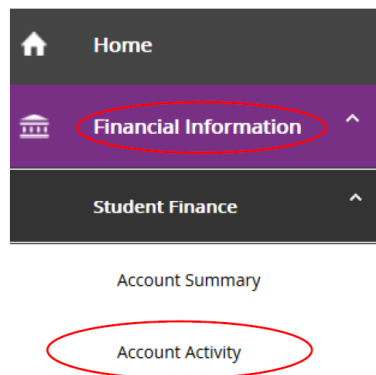 Home
Financial Information
Student Finance
Account Summary
Account Activity